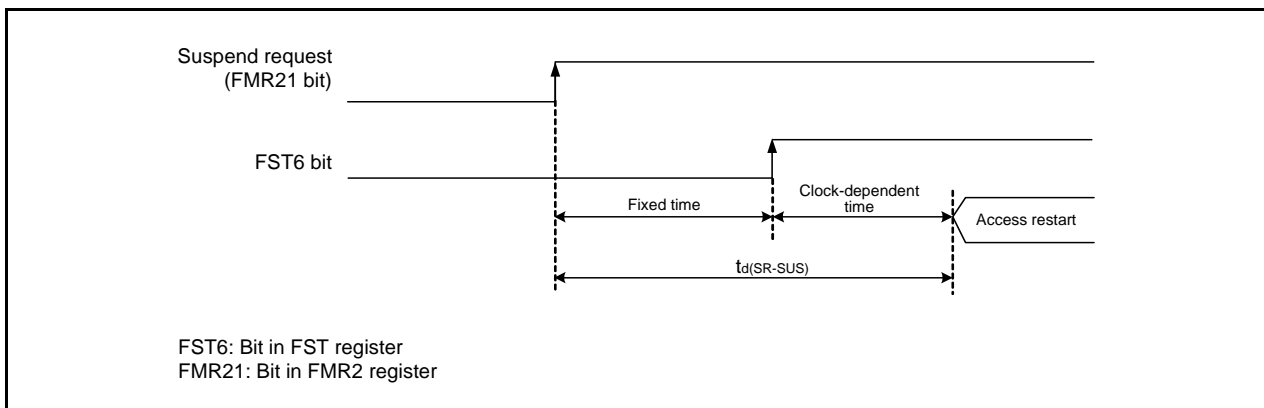 Suspend request
(FMR21 bit)
FST6 bit
Fixed time
Clock-dependent
time
Access restart
td(SR-SUS)
FST6: Bit in FST register
FMR21: Bit in FMR2 register